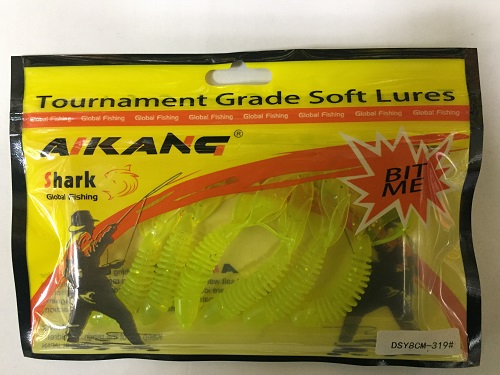 Tournament Grade Soft Lures
Global Fishing Global Fishing Global Fishing Global Fishing Global Fishing Global Fishing Global Fishing
AIKANG®
Shark
Global Fishing
BIT
ME
DSY8CM-319#